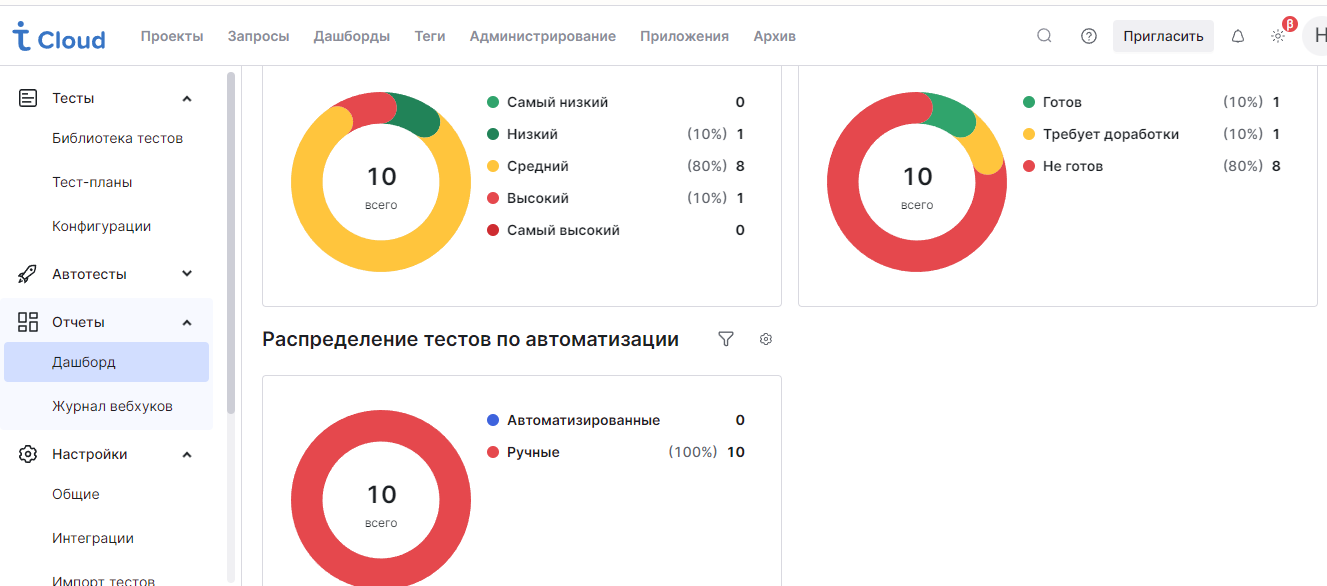 t Cloud
Проекты Запросы Дашборды Теги Администрирование Приложения Архив Пригласить β Н
Тесты
Библиотека тестов
Тест-планы
Конфигурации
Автотесты
Отчеты
Дашборд
Журнал вебхуков
Настройки
Общие
Интеграции
Импорт тестов
10
всего
Самый низкий 0
Низкий (10%) 1
Средний (80%) 8
Высокий (10%) 1
Самый высокий 0
10
всего
Готов (10%) 1
Требует доработки (10%) 1
Не готов (80%) 8
Распределение тестов по автоматизации
10
всего
Автоматизированные 0
Ручные (100%) 10